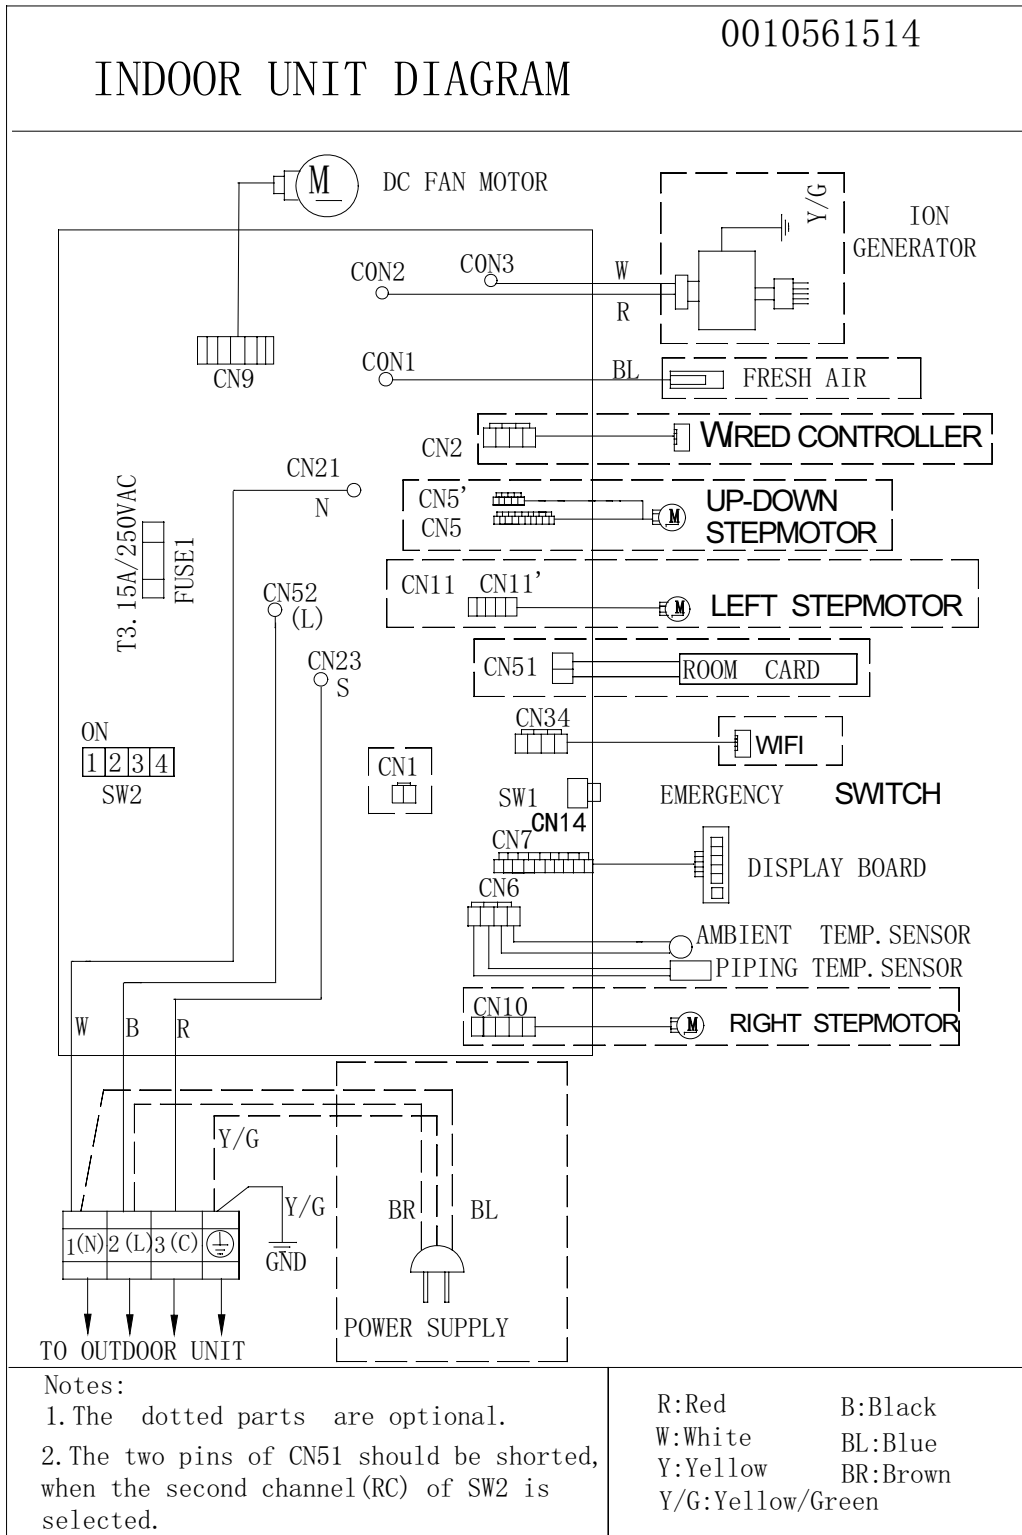 0010561514
INDOOR UNIT DIAGRAM
M DC FAN MOTOR
Y/G
ION
GENERATOR
CON2 CON3 W
R
CN9
CON1 BL FRESH AIR
CN2 WIRED CONTROLLER
CN21
N
CN5' UP-DOWN
CN5 M STEPMOTOR
T3.15A/250VAC
FUSE1
CN52
(L)
CN11 CN11' M LEFT STEPMOTOR
CN23
S
CN51 ROOM CARD
ON
1 2 3 4
SW2
CN34
WIFI
CN1
SW1 EMERGENCY SWITCH
CN14
CN7
DISPLAY BOARD
CN6
AMBIENT TEMP.SENSOR
PIPING TEMP.SENSOR
CN10
M RIGHT STEPMOTOR
W B R
Y/G
Y/G
BR BL
1(N) 2(L) 3(C)
GND
POWER SUPPLY
TO OUTDOOR UNIT
Notes:
1.The dotted parts are optional.
2.The two pins of CN51 should be shorted,
when the second channel(RC) of SW2 is
selected.
R:Red B:Black
W:White BL:Blue
Y:Yellow BR:Brown
Y/G:Yellow/Green